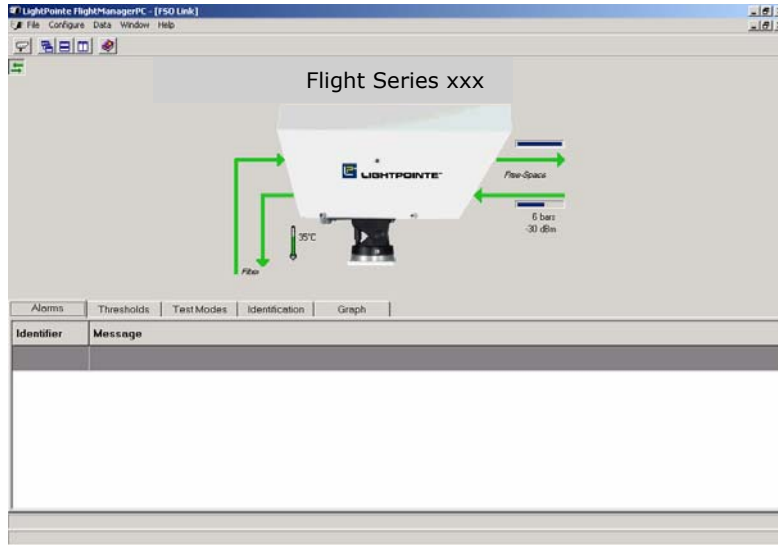 LightPointe FlightManagerPC - [FSO Link]
File Configure Data Window Help
Flight Series xxx
LIGHTPOINTE
Free-Space
6 bars
-30 dBm
35°C
Fiber
Alarms Thresholds Test Modes Identification Graph
Identifier Message